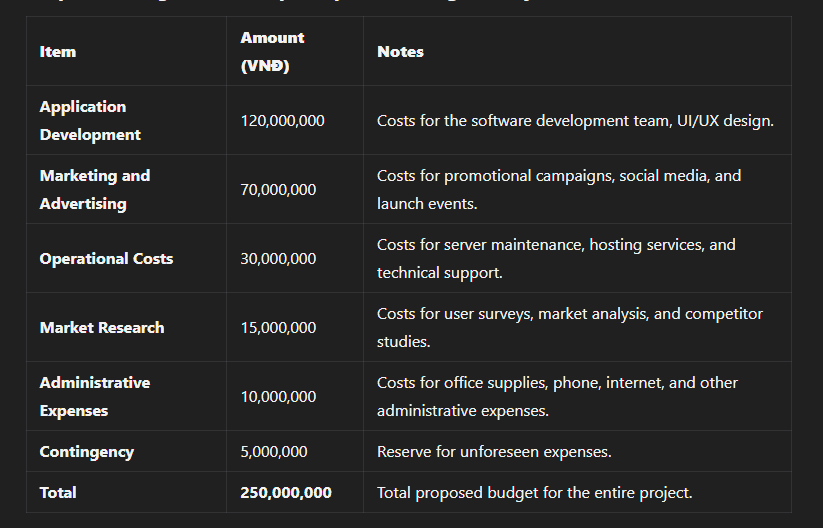 Item
Amount
(VNĐ)
Notes
Application
Development
120,000,000
Costs for the software development team, UI/UX design.
Marketing and
Advertising
70,000,000
Costs for promotional campaigns, social media, and
launch events.
Operational Costs
30,000,000
Costs for server maintenance, hosting services, and
technical support.
Market Research
15,000,000
Costs for user surveys, market analysis, and competitor
studies.
Administrative
Expenses
10,000,000
Costs for office supplies, phone, internet, and other
administrative expenses.
Contingency
5,000,000
Reserve for unforeseen expenses.
Total
250,000,000
Total proposed budget for the entire project.